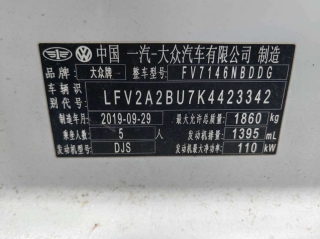 中国 一汽-大众汽车有限公司 制造
品牌 大众牌 整车型号 FV7146NBDDG
车辆识别代号 LFV2A2BU7K4423342
制造年月 2019-09-29 最大允许总质量 1860 kg
乘坐人数 5 人 发动机排量 1395 mL
发动机型号 DJS 发动机最大净功率 110 kW